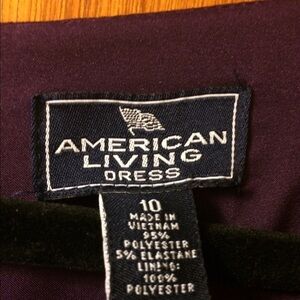 AMERICAN
LIVING
DRESS
10
MADE IN
VIETNAM
95%
POLYESTER
5% ELASTANE
LINING:
100%
POLYESTER